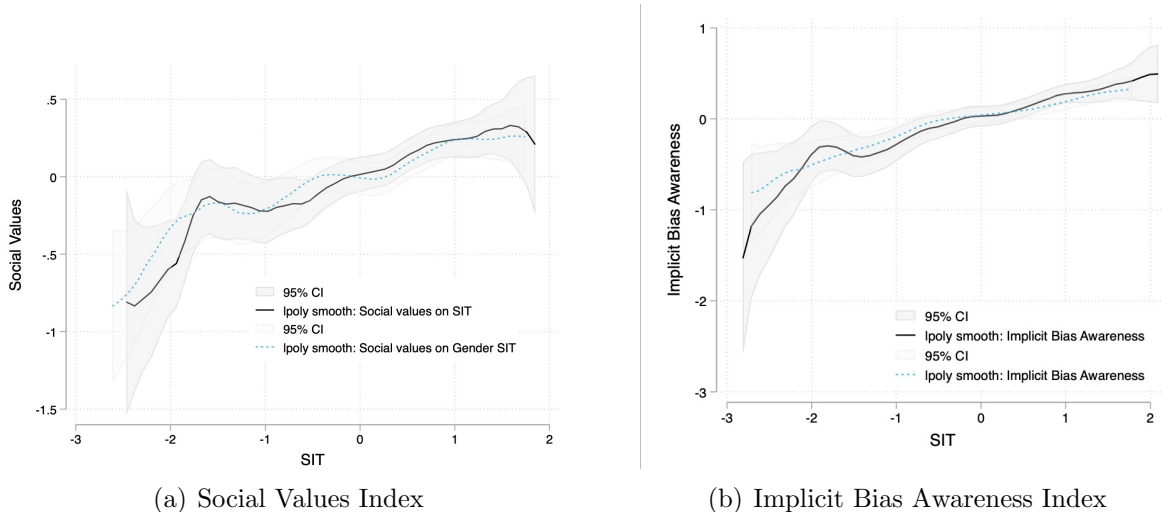 Social Values
.5
0
-.5
-1
-1.5
95% CI
lpoly smooth: Social values on SIT
95% CI
lpoly smooth: Social values on Gender SIT
-3 -2 -1 0 1 2
SIT
(a) Social Values Index
Implicit Bias Awareness
1
0
-1
-2
-3
95% CI
lpoly smooth: Implicit Bias Awareness
95% CI
lpoly smooth: Implicit Bias Awareness
-3 -2 -1 0 1 2
SIT
(b) Implicit Bias Awareness Index